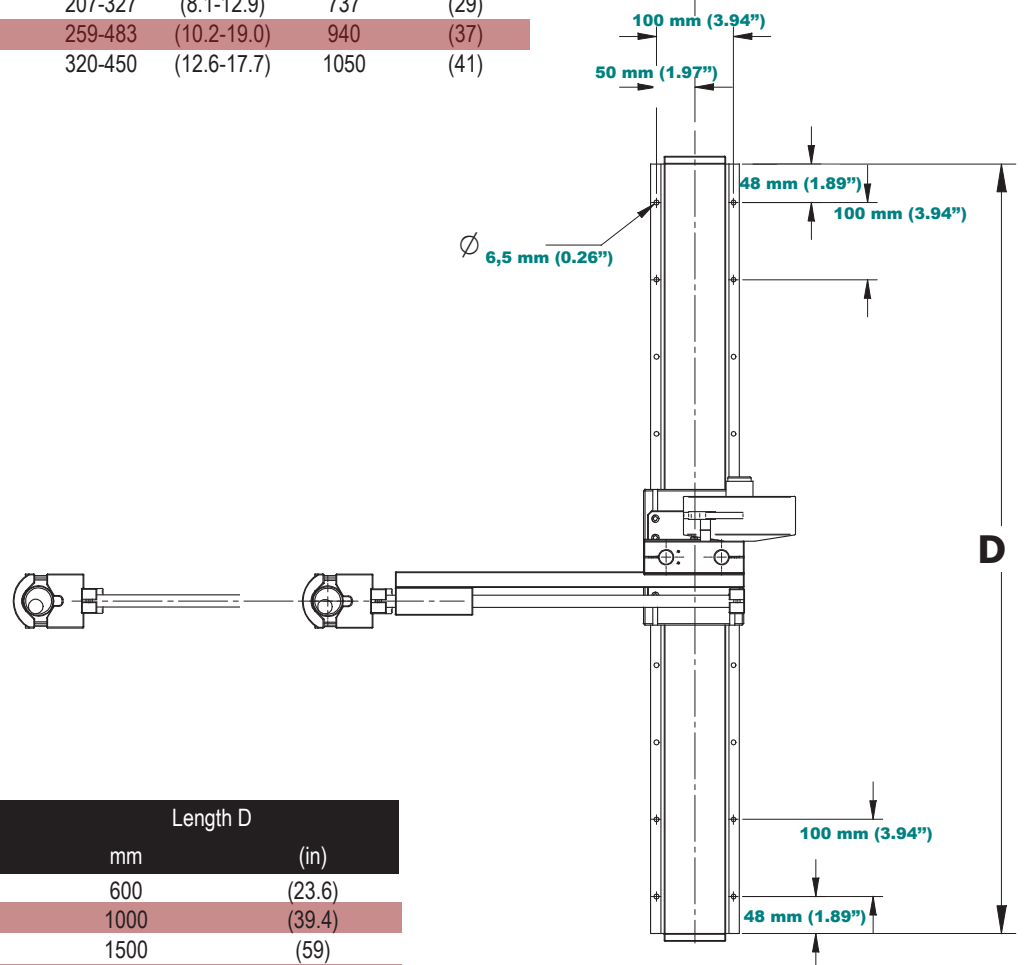 207-327 (8.1-12.9) 737 (29)
259-483 (10.2-19.0) 940 (37)
320-450 (12.6-17.7) 1050 (41)
100 mm (3.94”)
50 mm (1.97”)
48 mm (1.89”)
100 mm (3.94”)
Ø 6,5 mm (0.26”)
D
Length D
mm (in)
600 (23.6)
1000 (39.4)
1500 (59)
100 mm (3.94”)
48 mm (1.89”)